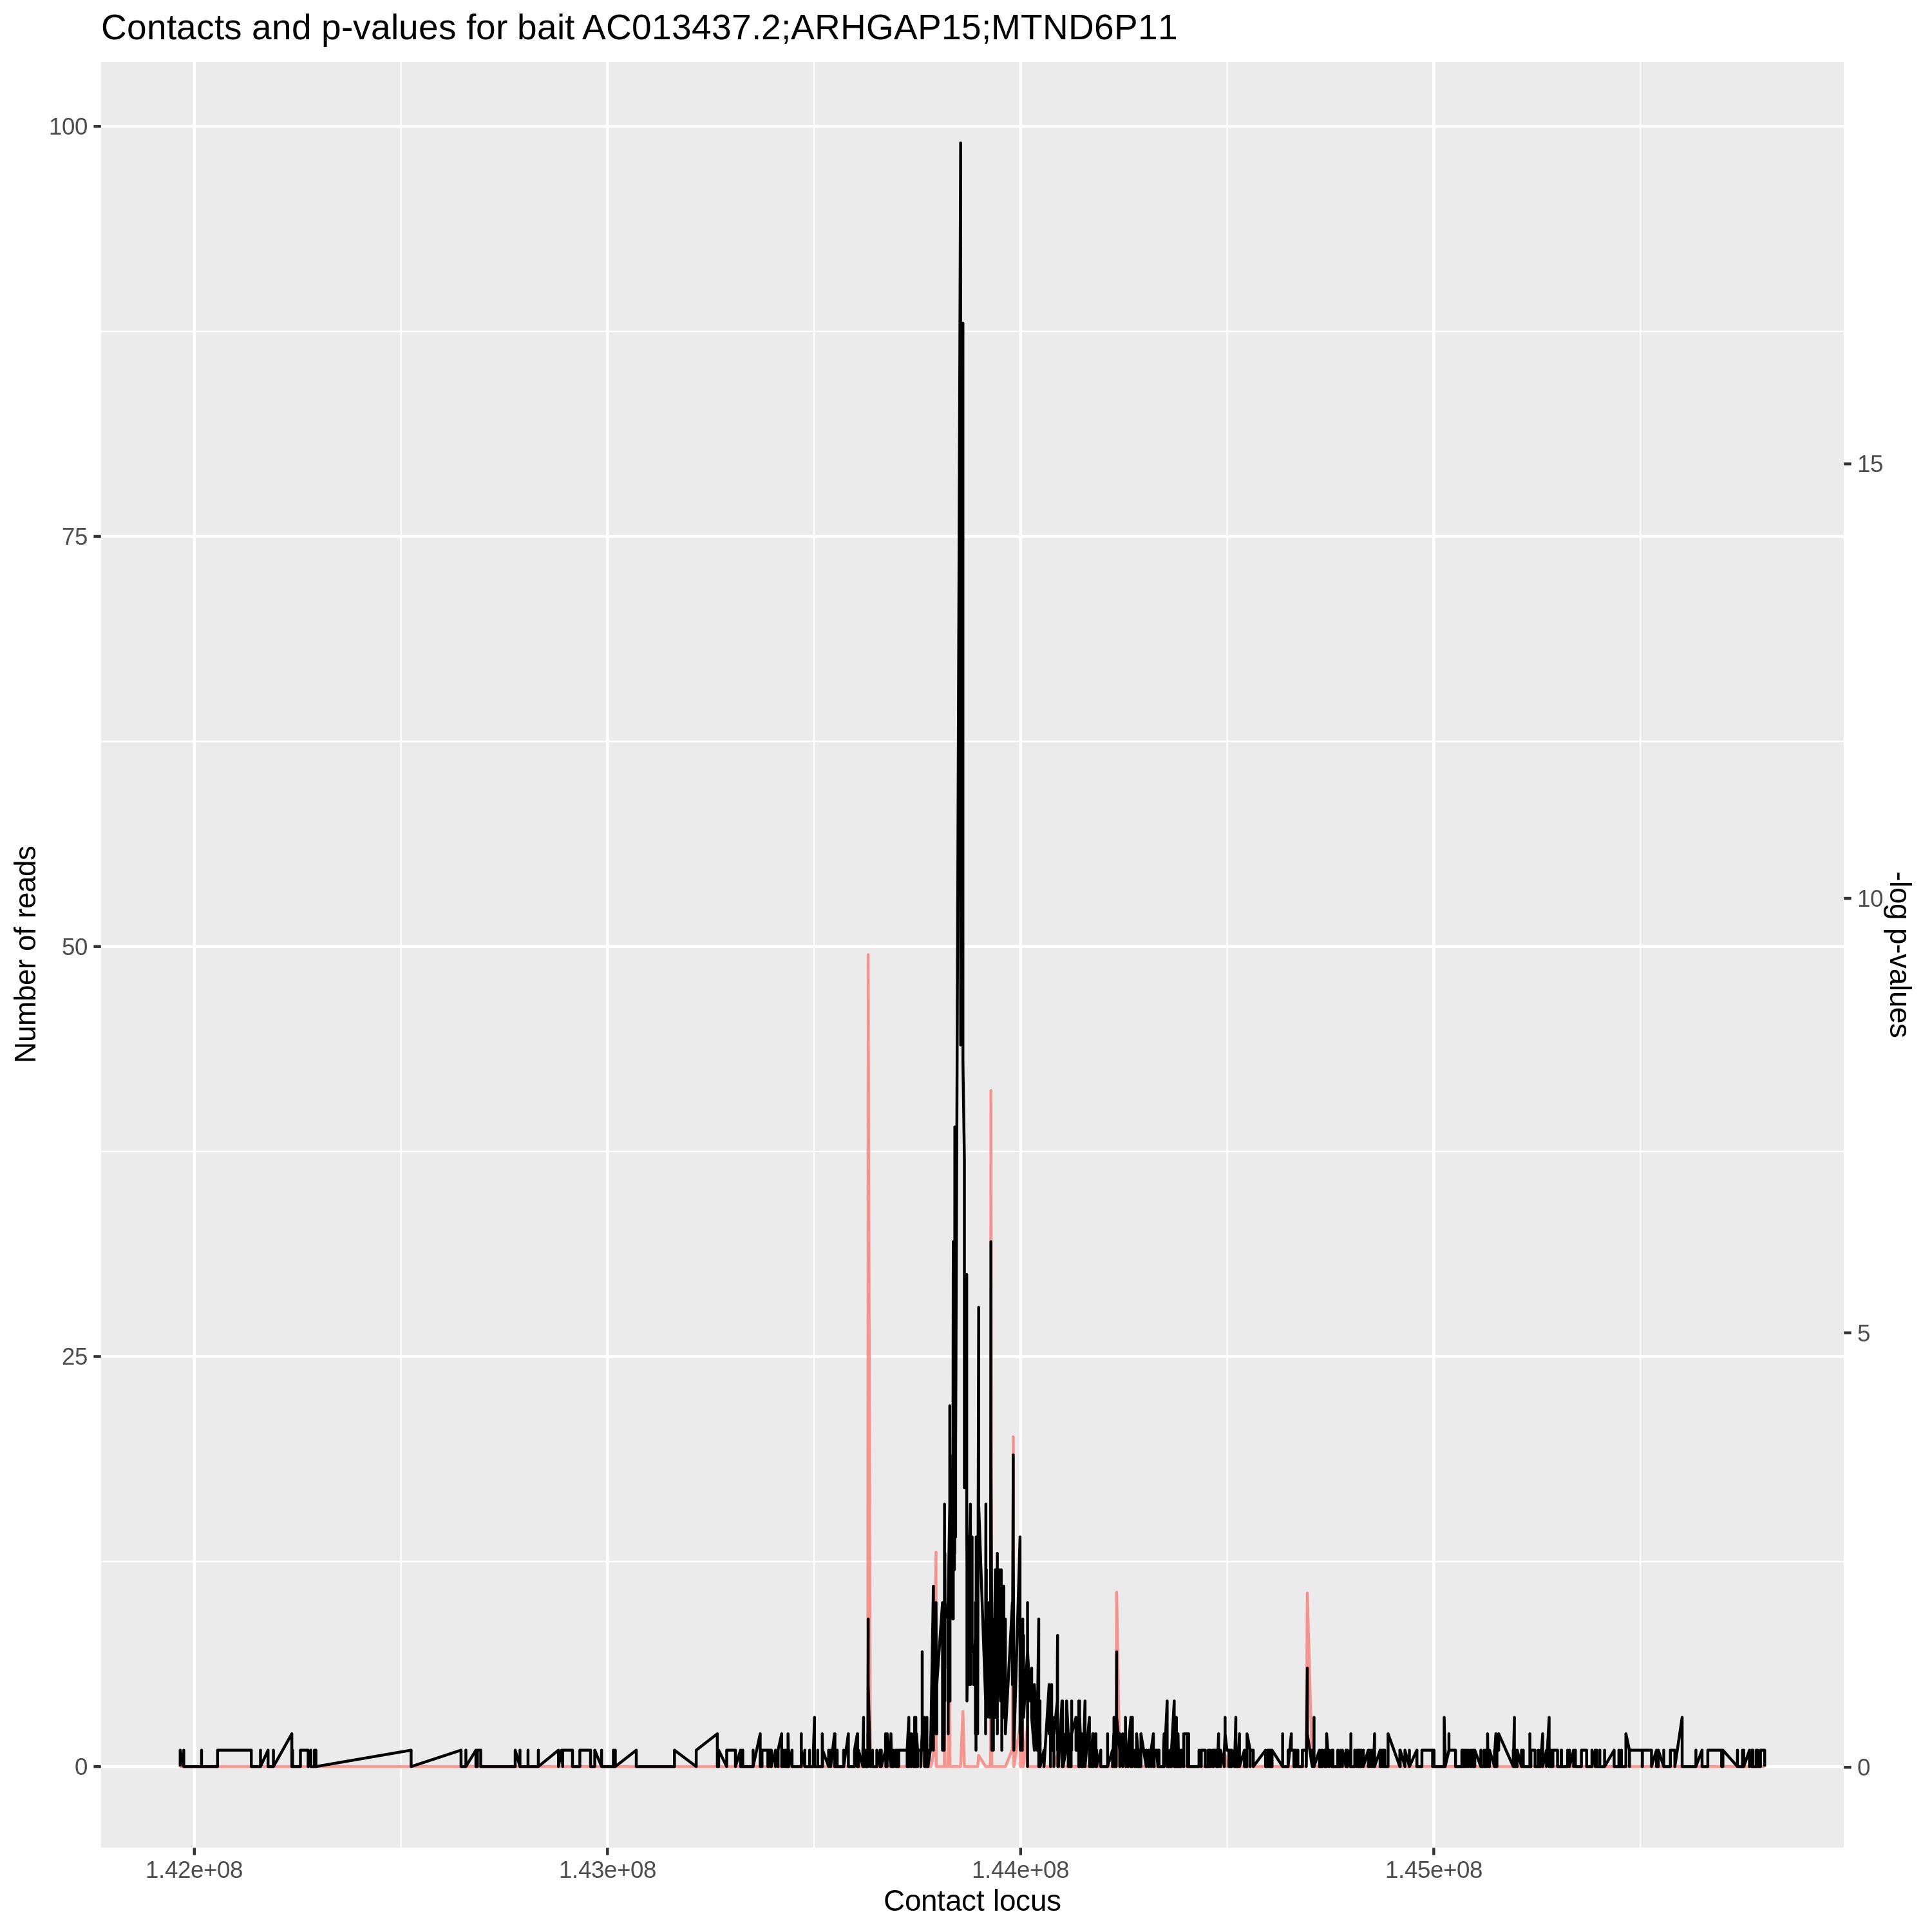 Contacts and p-values for bait AC013437.2;ARHGAP15;MTND6P11
100
75
50
25
0
Number of reads
15
10
5
0
-log p-values
1.42e+08 1.43e+08 1.44e+08 1.45e+08
Contact locus